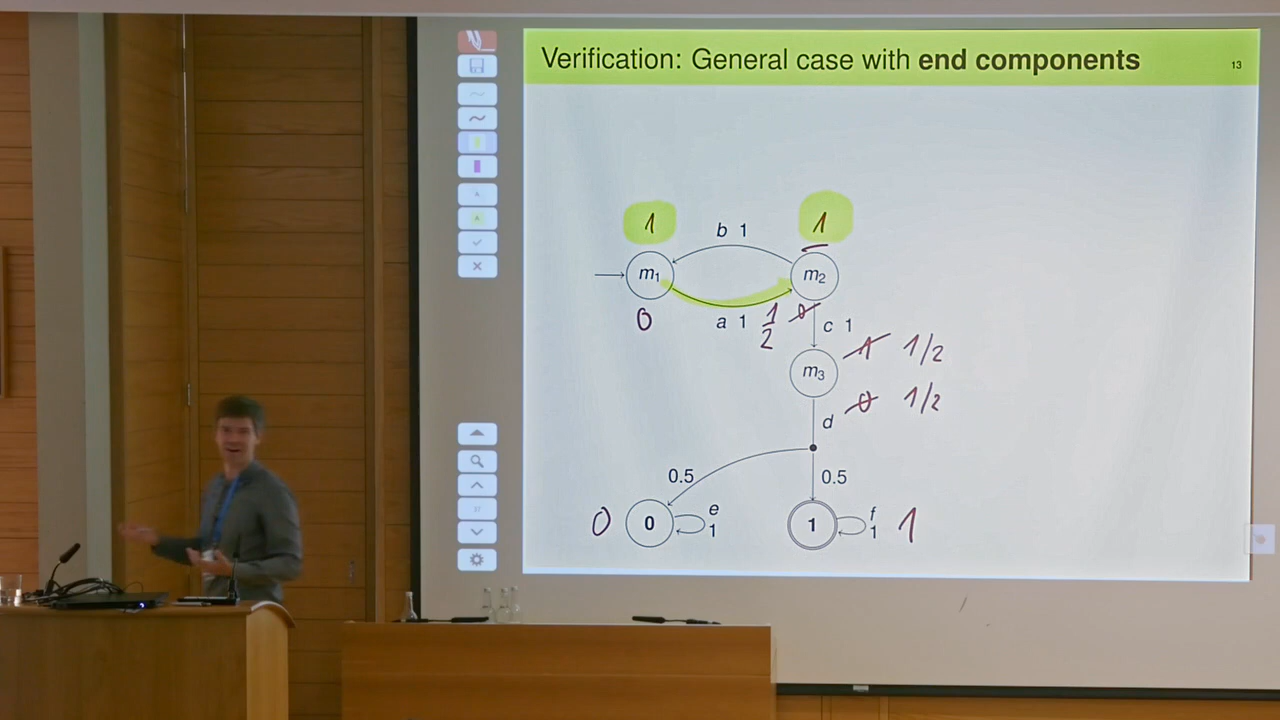 Verification: General case with end components
13
1 1
b 1
m₁ m₂
0 a 1 1/2 0 c 1
m₃ 1 1/2
d 0 1/2
0.5 0.5
0 0 e 1 1 f 1 1